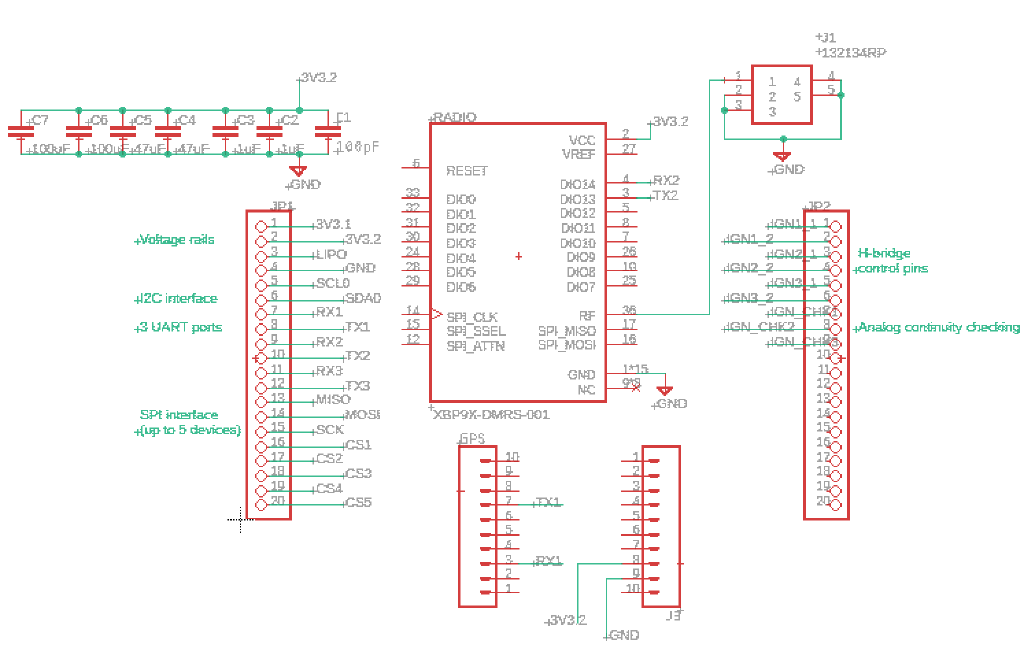 J1
132134RP
3V3.2
1 1 4 4
2 2 5 5
3 3
C7 C6 C5 C4 C3 C2 C1
100uF 100uF 47uF 47uF 1uF .1uF 100pF
GND
GND
RADIO
VCC 2 3V3.2
VREF 27
6 RESET
DIO14 4 RX2
DIO13 3 TX2
33 DIO0
32 DIO1 DIO12 5
31 DIO2 DIO11 8
30 DIO3 DIO10 7
24 DIO4 DIO9 26
28 DIO5 DIO8 10
29 DIO6 DIO7 25
RF 36
14 SPI_CLK
15 SPI_SSEL SPI_MISO 17
12 SPI_ATTN SPI_MOSI 16
GND 1*15
NC 9*8
GND
XBP9X-DMRS-001
JP1
1 3V3.1
Voltage rails 2 3V3.2
3 LIPO
4 GND
5 SCL0
I2C interface 6 SDA0
7 RX1
3 UART ports 8 TX1
9 RX2
10 TX2
11 RX3
12 TX3
13 MISO
SPI interface 14 MOSI
(up to 5 devices) 15 SCK
16 CS1
17 CS2
18 CS3
19 CS4
20 CS5
JP2
IGN1_1 1
IGN1_2 2
IGN2_1 3 H-bridge
IGN2_2 4 control pins
IGN3_1 5
IGN3_2 6
IGN_CHK1 7
IGN_CHK2 8 Analog continuity checking
IGN_CHK3 9
10
11
12
13
14
15
16
17
18
19
20
GPS
10
9
8
7 TX1
6
5
4
3 RX1
2
1
1
2
3
4
5
6
7
8
9
10
J3
3V3.2
GND